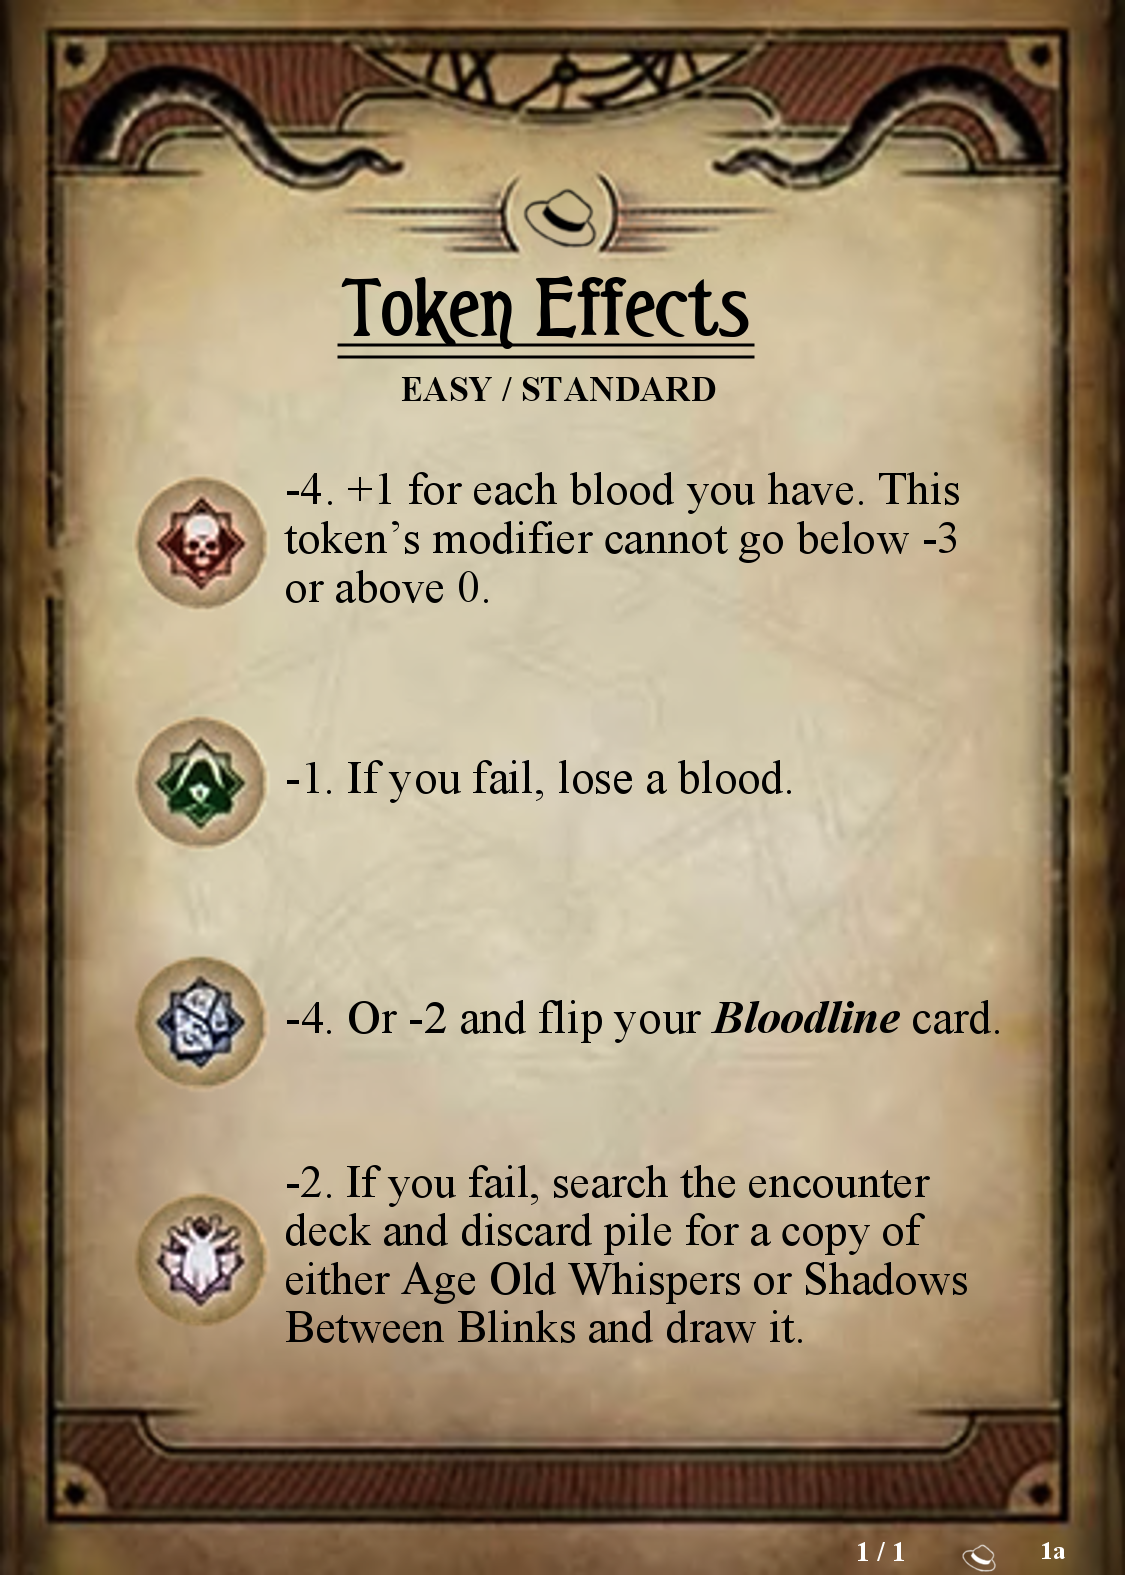 Token Effects
EASY / STANDARD
-4. +1 for each blood you have. This
token’s modifier cannot go below -3
or above 0.
-1. If you fail, lose a blood.
-4. Or -2 and flip your Bloodline card.
-2. If you fail, search the encounter
deck and discard pile for a copy of
either Age Old Whispers or Shadows
Between Blinks and draw it.
1 / 1 1a